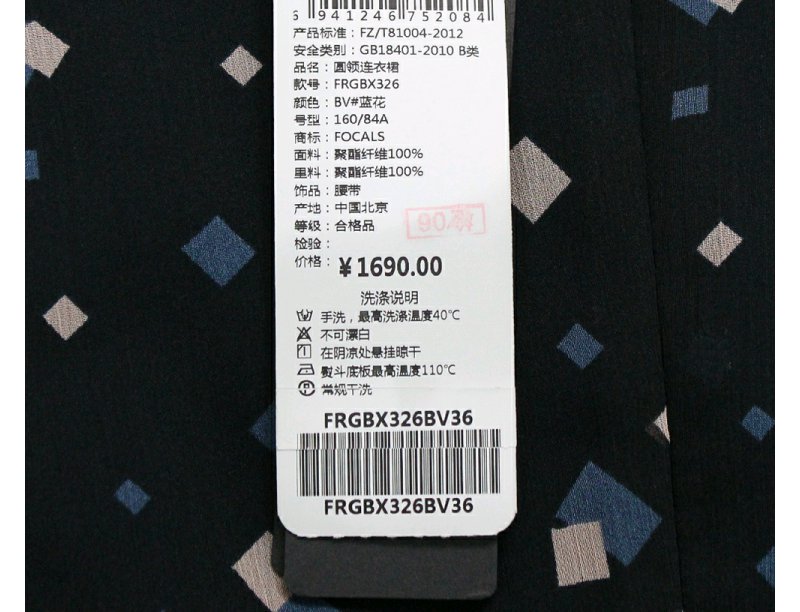 6 941246 752084
产品标准：FZ/T81004-2012
安全类别：GB18401-2010 B类
品名：圆领连衣裙
款号：FRGBX326
颜色：BV#蓝花
号型：160/84A
商标：FOCALS
面料：聚酯纤维100%
里料：聚酯纤维100%
饰品：腰带
产地：中国北京
等级：合格品
检验：
价格：¥1690.00
洗涤说明
手洗，最高洗涤温度40℃
不可漂白
在阴凉处悬挂晾干
熨斗底板最高温度110℃
常规干洗
FRGBX326BV36
FRGBX326BV36